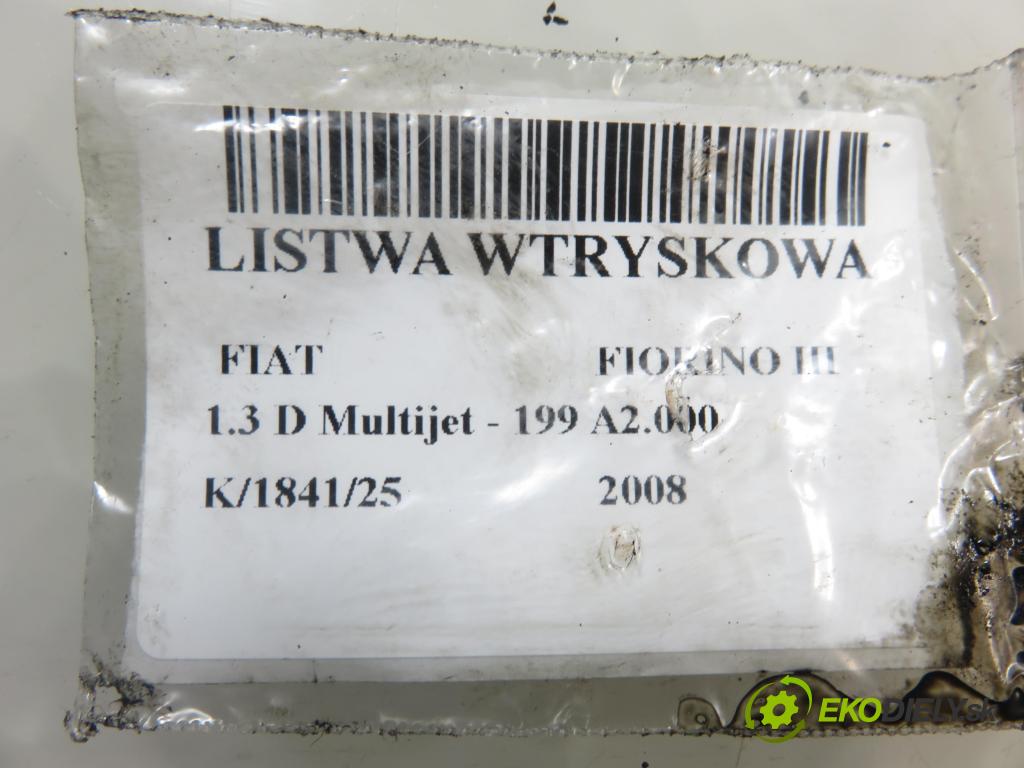 LISTWA WTRYSKOWA
FIAT FIORINO III
1.3 D Multijet - 199 A2.000
K/1841/25 2008
EKODIELY.sk